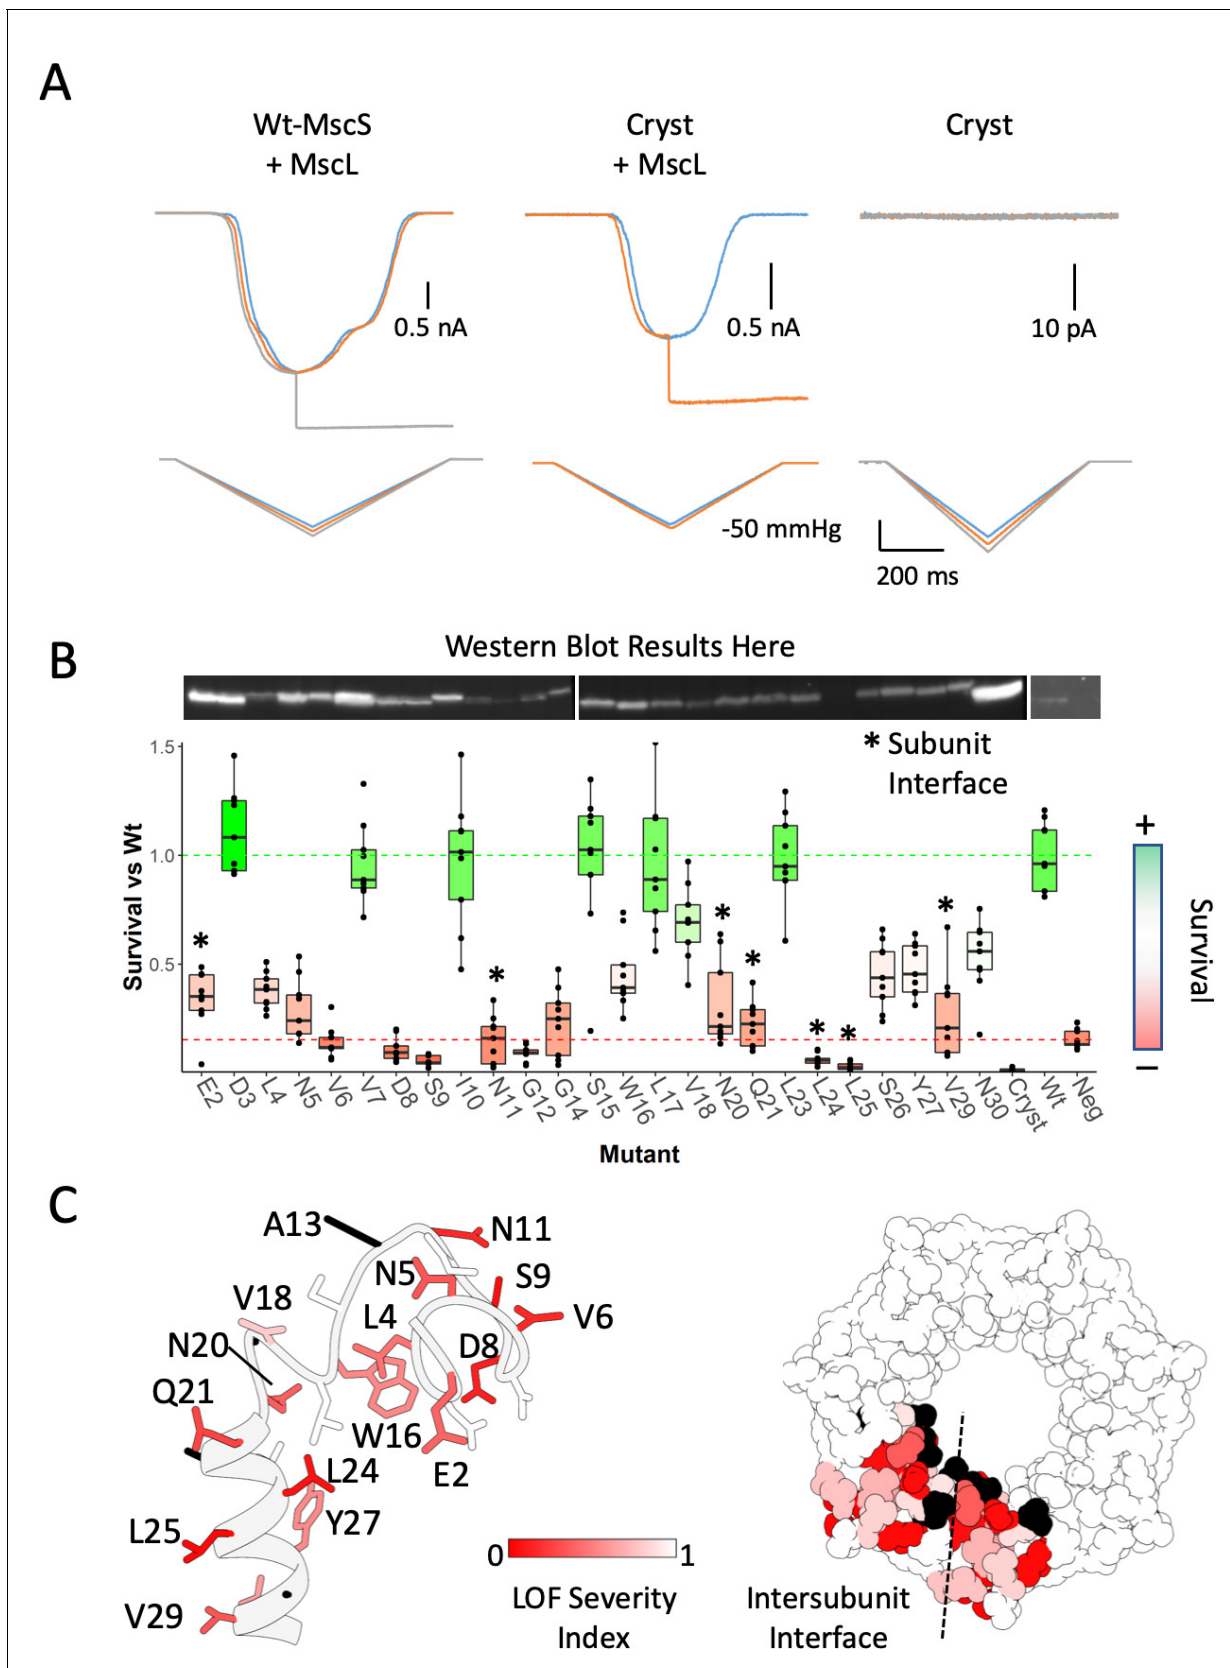 A
Wt-MscS
+ MscL
Cryst
+ MscL
Cryst
0.5 nA
0.5 nA
10 pA
-50 mmHg
200 ms
B
Western Blot Results Here
* Subunit
Interface
Survival vs Wt
1.5
1.0
0.5
*
*
*
*
*
*
*
+
Survival
−
E2 D3 L4 N5 V6 V7 D8 S9 I10 N11 G12 G14 S15 W16 L17 V18 N20 Q21 L23 L24 L25 S26 Y27 V29 N30 Cryst Wt Neg
Mutant
C
A13
N11
N5
S9
V18
L4
V6
N20
D8
Q21
W16
E2
L24
Y27
L25
V29
0
1
LOF Severity
Index
Intersubunit
Interface